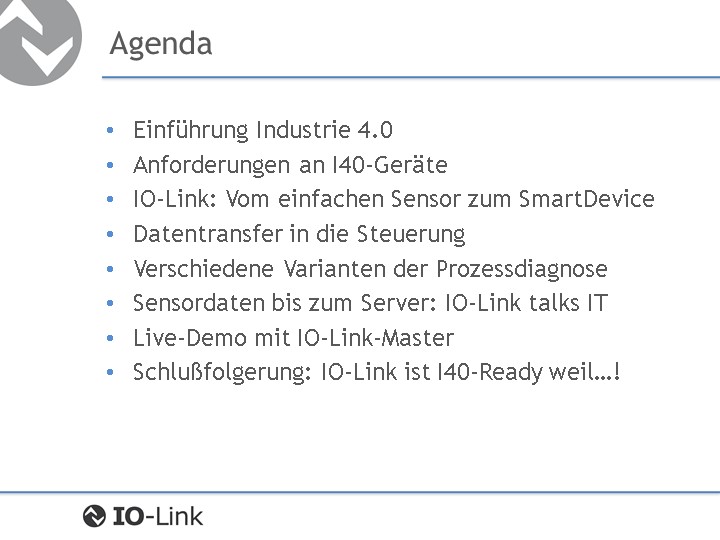 Agenda
• Einführung Industrie 4.0
• Anforderungen an I40-Geräte
• IO-Link: Vom einfachen Sensor zum SmartDevice
• Datentransfer in die Steuerung
• Verschiedene Varianten der Prozessdiagnose
• Sensordaten bis zum Server: IO-Link talks IT
• Live-Demo mit IO-Link-Master
• Schlußfolgerung: IO-Link ist I40-Ready weil…!
IO-Link